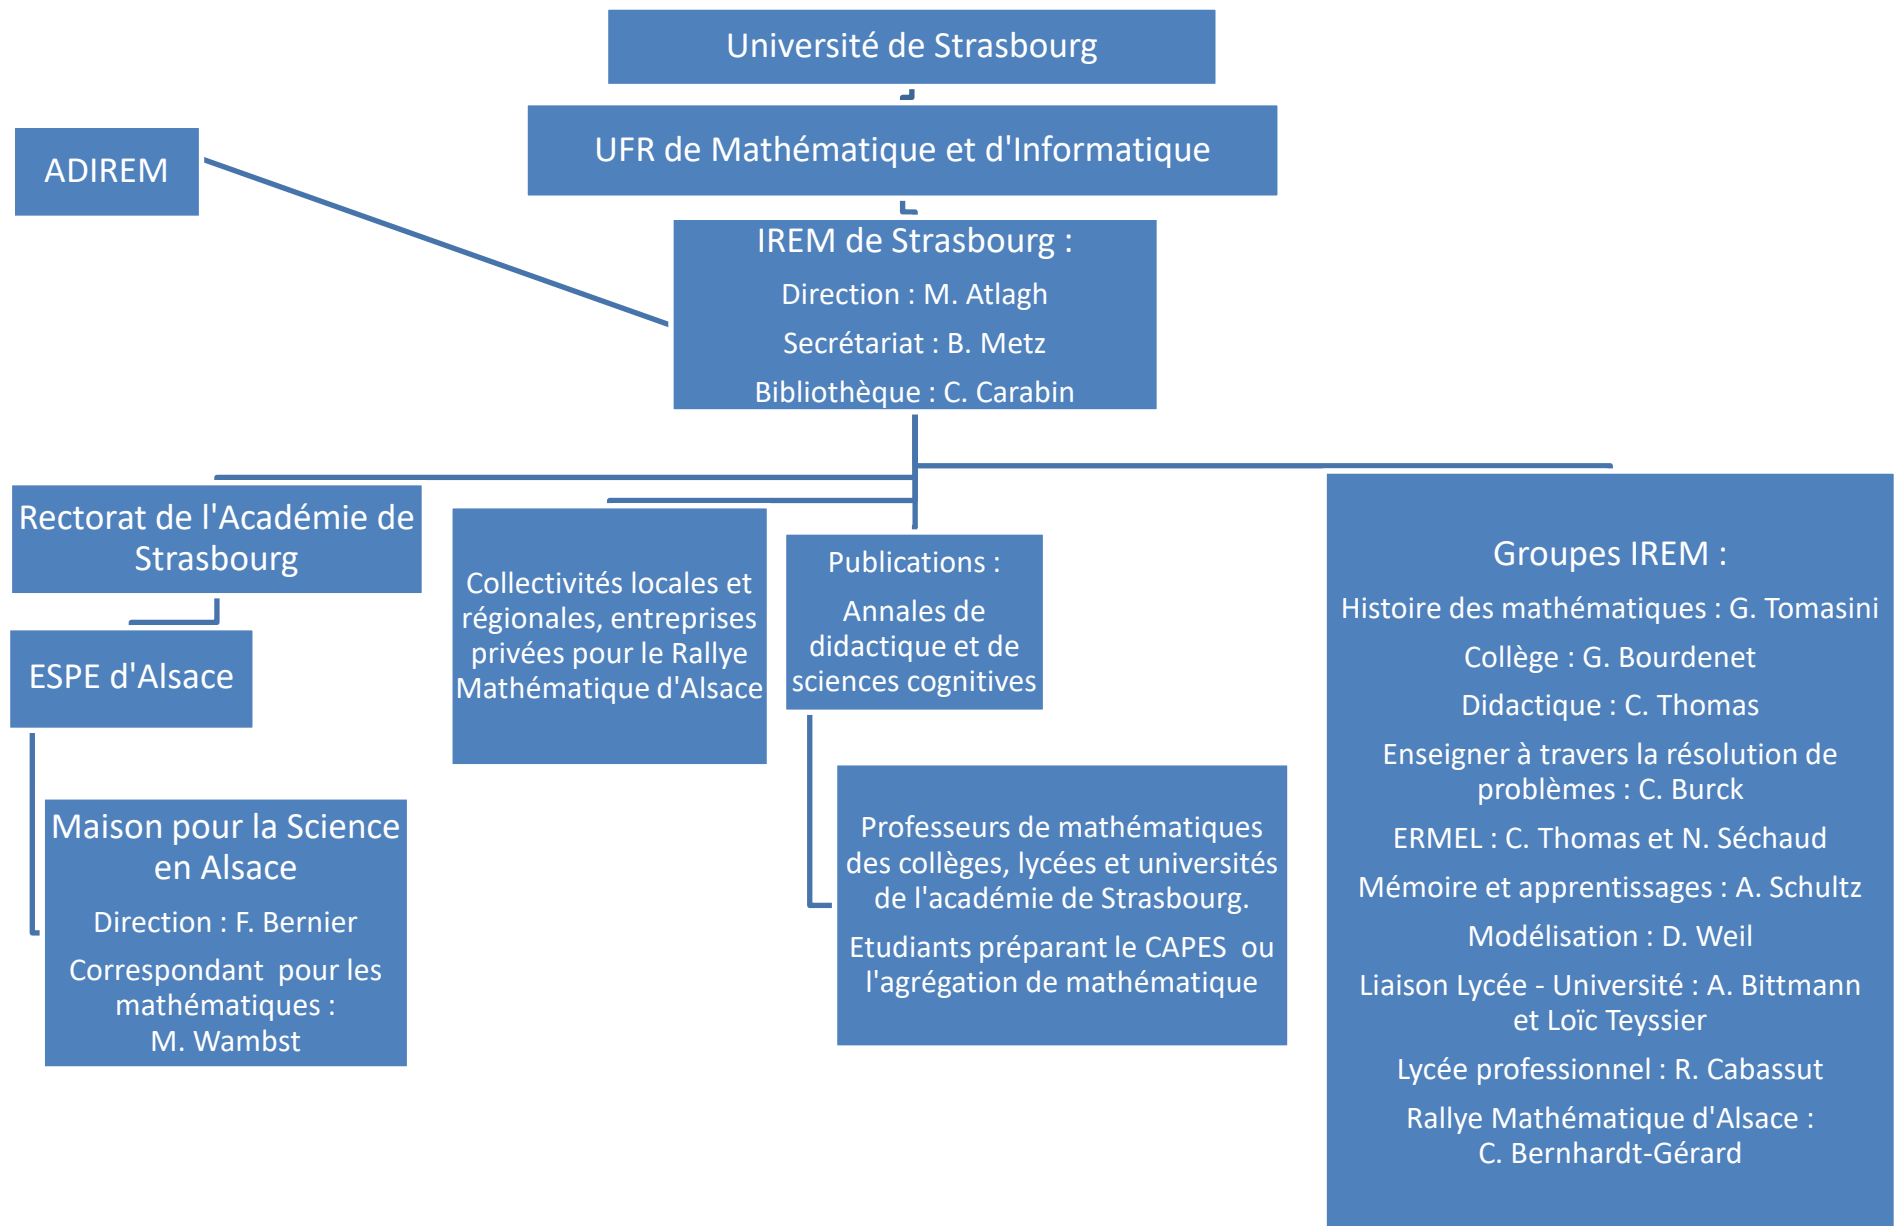 Université de Strasbourg
UFR de Mathématique et d'Informatique
ADIREM
IREM de Strasbourg :
Direction : M. Atlagh
Secrétariat : B. Metz
Bibliothèque : C. Carabin
Rectorat de l'Académie de
Strasbourg
ESPE d'Alsace
Maison pour la Science
en Alsace
Direction : F. Bernier
Correspondant pour les
mathématiques :
M. Wambst
Collectivités locales et
régionales, entreprises
privées pour le Rallye
Mathématique d'Alsace
Publications :
Annales de
didactique et de
sciences cognitives
Professeurs de mathématiques
des collèges, lycées et universités
de l'académie de Strasbourg.
Etudiants préparant le CAPES ou
l'agrégation de mathématique
Groupes IREM :
Histoire des mathématiques : G. Tomasini
Collège : G. Bourdenet
Didactique : C. Thomas
Enseigner à travers la résolution de
problèmes : C. Burck
ERMEL : C. Thomas et N. Séchaud
Mémoire et apprentissages : A. Schultz
Modélisation : D. Weil
Liaison Lycée - Université : A. Bittmann
et Loïc Teyssier
Lycée professionnel : R. Cabassut
Rallye Mathématique d'Alsace :
C. Bernhardt-Gérard